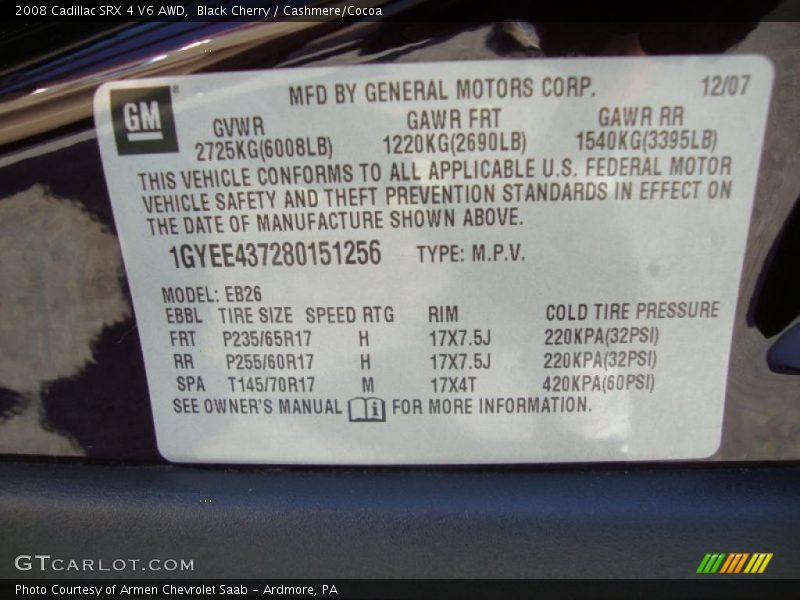 2008 Cadillac SRX 4 V6 AWD, Black Cherry / Cashmere/Cocoa
GM
MFD BY GENERAL MOTORS CORP. 12/07
GVWR GAWR FRT GAWR RR
2725KG(6008LB) 1220KG(2690LB) 1540KG(3395LB)
THIS VEHICLE CONFORMS TO ALL APPLICABLE U.S. FEDERAL MOTOR
VEHICLE SAFETY AND THEFT PREVENTION STANDARDS IN EFFECT ON
THE DATE OF MANUFACTURE SHOWN ABOVE.
1GYEE437280151256 TYPE: M.P.V.
MODEL: EB26
EBBL TIRE SIZE SPEED RTG RIM COLD TIRE PRESSURE
FRT P235/65R17 H 17X7.5J 220KPA(32PSI)
RR P255/60R17 H 17X7.5J 220KPA(32PSI)
SPA T145/70R17 M 17X4T 420KPA(60PSI)
SEE OWNER'S MANUAL i FOR MORE INFORMATION.
GTCARLOT.COM
Photo Courtesy of Armen Chevrolet Saab - Ardmore, PA